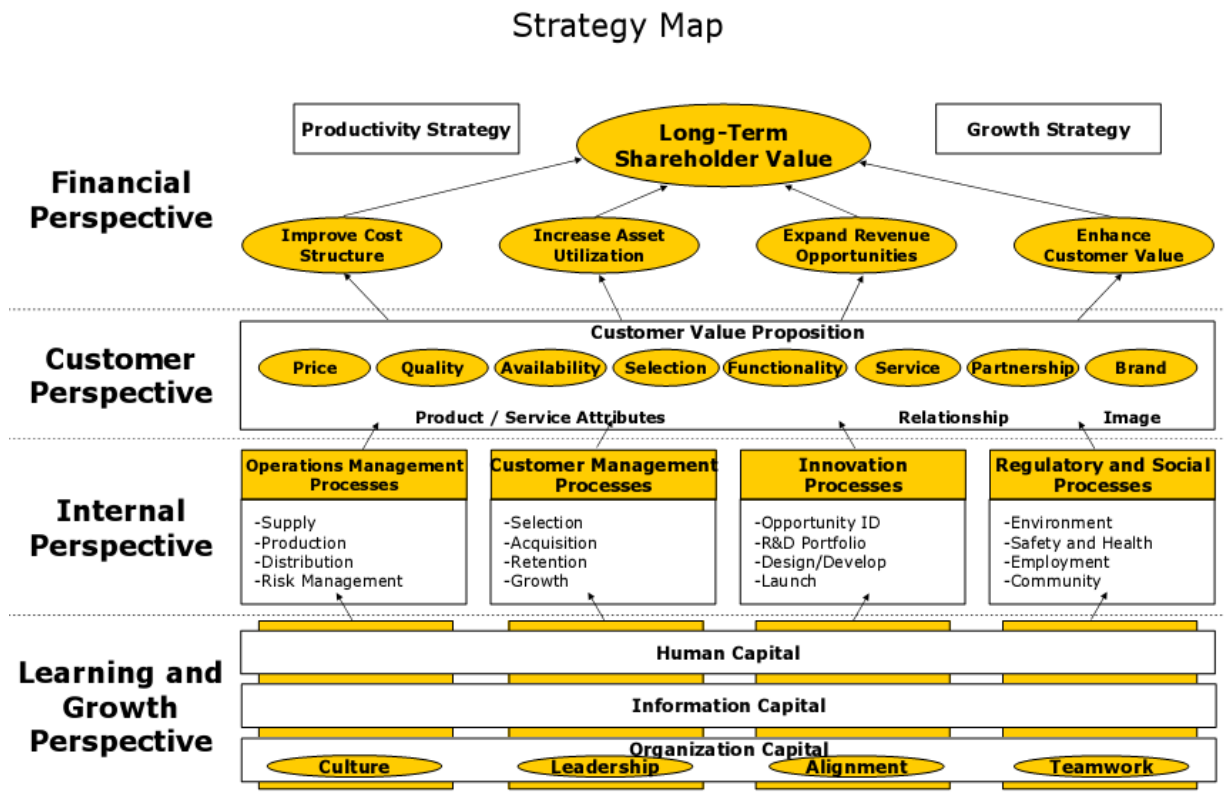 Strategy Map
Productivity Strategy
Long-Term
Shareholder Value
Growth Strategy
Financial
Perspective
Improve Cost
Structure
Increase Asset
Utilization
Expand Revenue
Opportunities
Enhance
Customer Value
Customer
Perspective
Customer Value Proposition
Price
Quality
Availability
Selection
Functionality
Service
Partnership
Brand
Product / Service Attributes
Relationship
Image
Internal
Perspective
Operations Management
Processes
-Supply
-Production
-Distribution
-Risk Management
Customer Management
Processes
-Selection
-Acquisition
-Retention
-Growth
Innovation
Processes
-Opportunity ID
-R&D Portfolio
-Design/Develop
-Launch
Regulatory and Social
Processes
-Environment
-Safety and Health
-Employment
-Community
Learning and
Growth
Perspective
Human Capital
Information Capital
Organization Capital
Culture
Leadership
Alignment
Teamwork